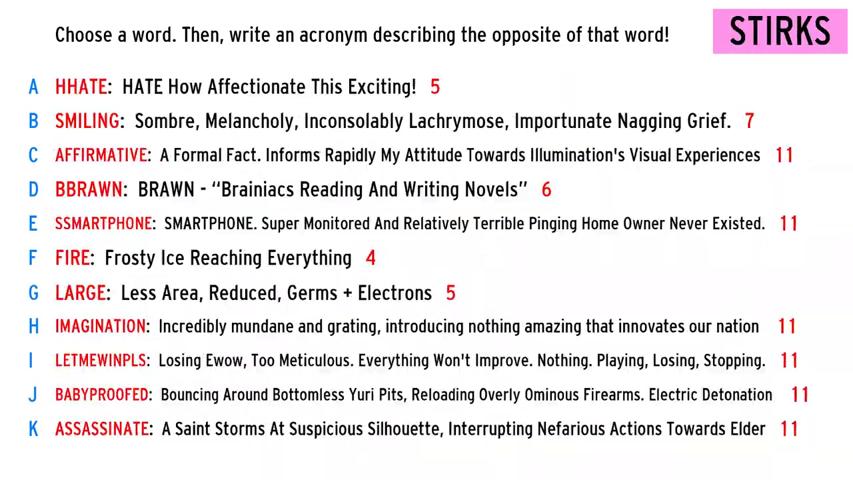 Choose a word. Then, write an acronym describing the opposite of that word!
STIRKS
A HHATE: HATE How Affectionate This Exciting! 5
B SMILING: Sombre, Melancholy, Inconsolably Lachrymose, Importunate Nagging Grief. 7
C AFFIRMATIVE: A Formal Fact. Informs Rapidly My Attitude Towards Illumination's Visual Experiences 11
D BBRAWN: BRAWN - “Brainiacs Reading And Writing Novels” 6
E SSMARTPHONE: SMARTPHONE. Super Monitored And Relatively Terrible Pinging Home Owner Never Existed. 11
F FIRE: Frosty Ice Reaching Everything 4
G LARGE: Less Area, Reduced, Germs + Electrons 5
H IMAGINATION: Incredibly mundane and grating, introducing nothing amazing that innovates our nation 11
I LETMEWINPLS: Losing Ewow, Too Meticulous. Everything Won't Improve. Nothing. Playing, Losing, Stopping. 11
J BABYPROOFED: Bouncing Around Bottomless Yuri Pits, Reloading Overly Ominous Firearms. Electric Detonation 11
K ASSASSINATE: A Saint Storms At Suspicious Silhouette, Interrupting Nefarious Actions Towards Elder 11